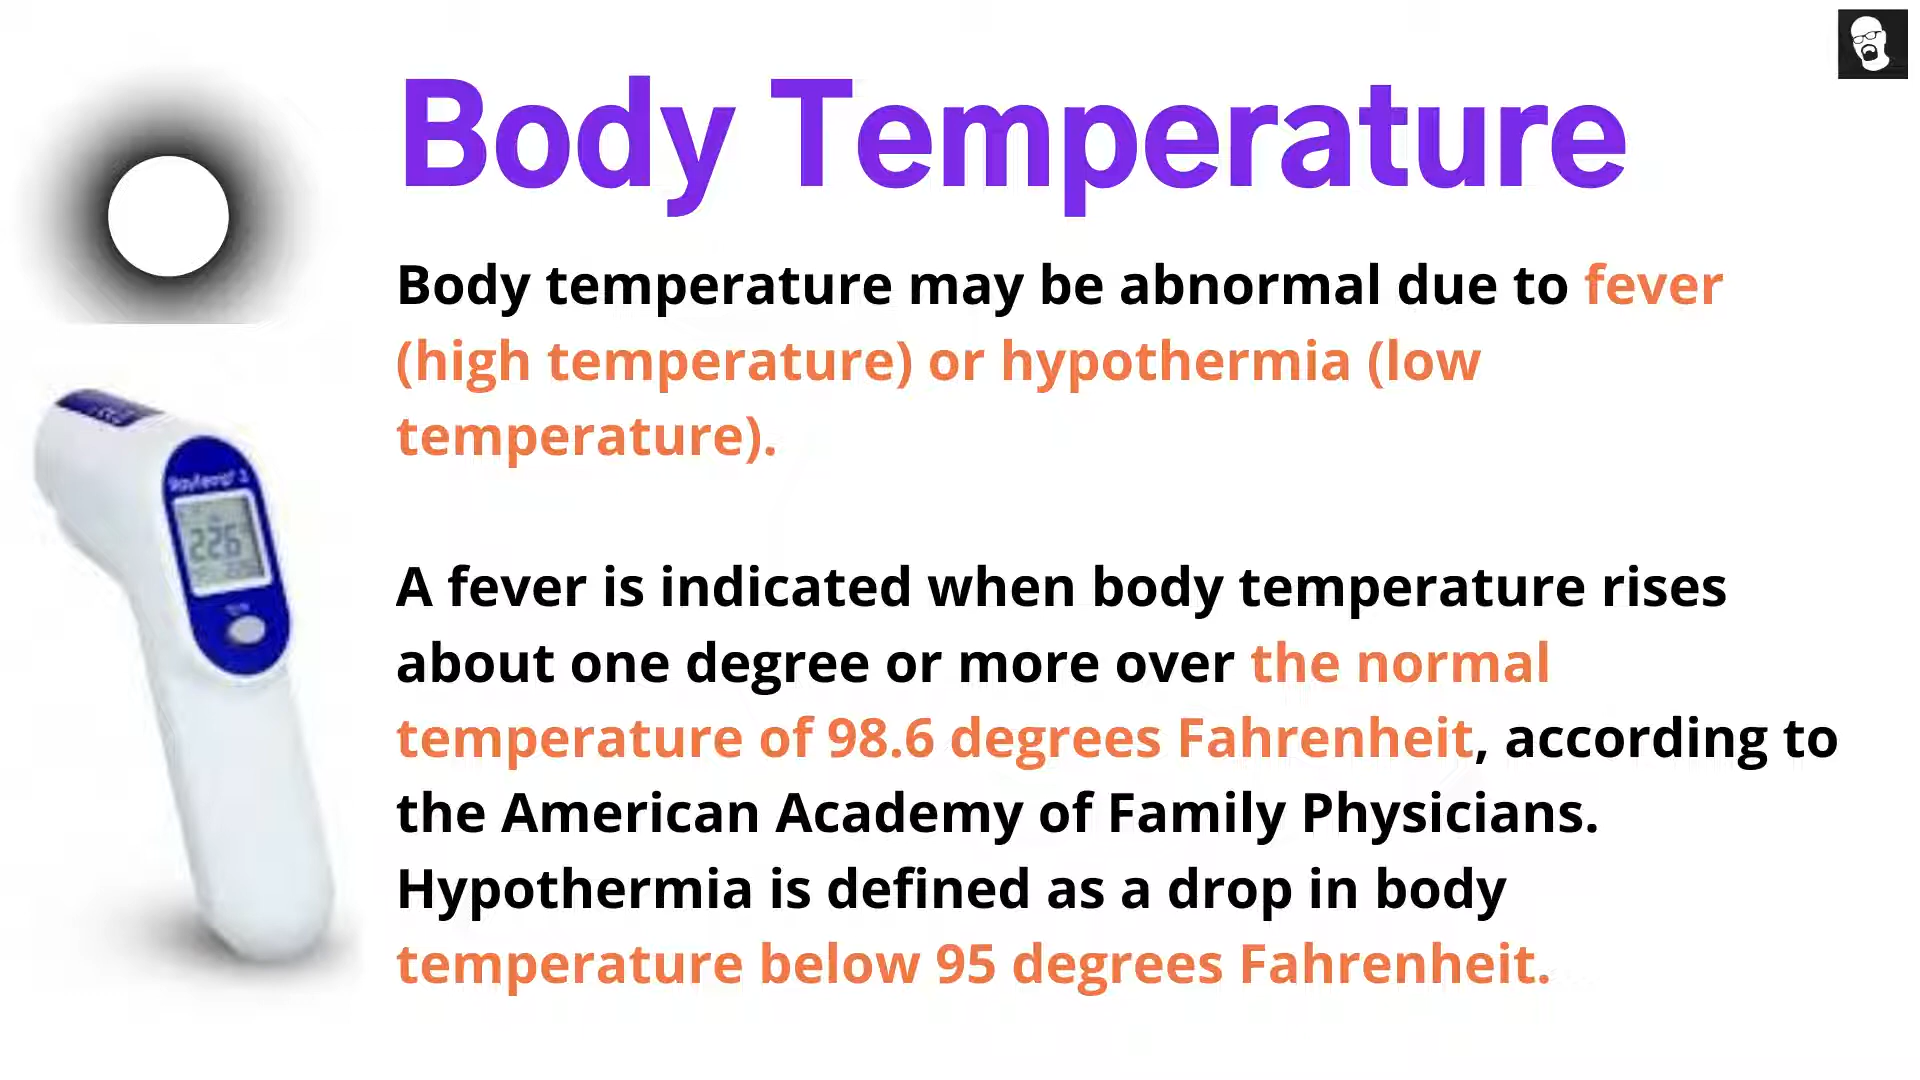 Body Temperature
Body temperature may be abnormal due to fever
(high temperature) or hypothermia (low
temperature).
A fever is indicated when body temperature rises
about one degree or more over the normal
temperature of 98.6 degrees Fahrenheit, according to
the American Academy of Family Physicians.
Hypothermia is defined as a drop in body
temperature below 95 degrees Fahrenheit.
RayTemp 3
226